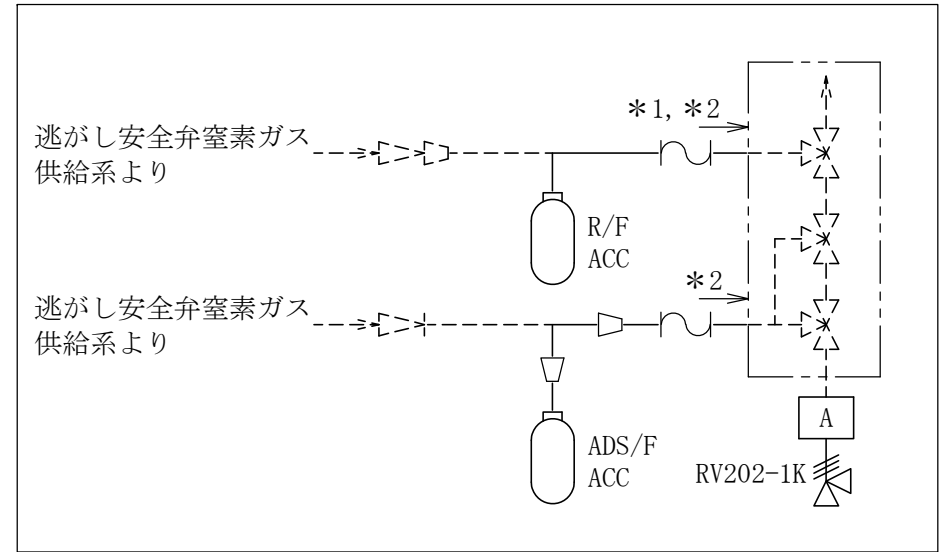 *1, *2
逃がし安全弁窒素ガス
供給系より
R/F
ACC
*2
逃がし安全弁窒素ガス
供給系より
ADS/F
ACC
A
RV202-1K